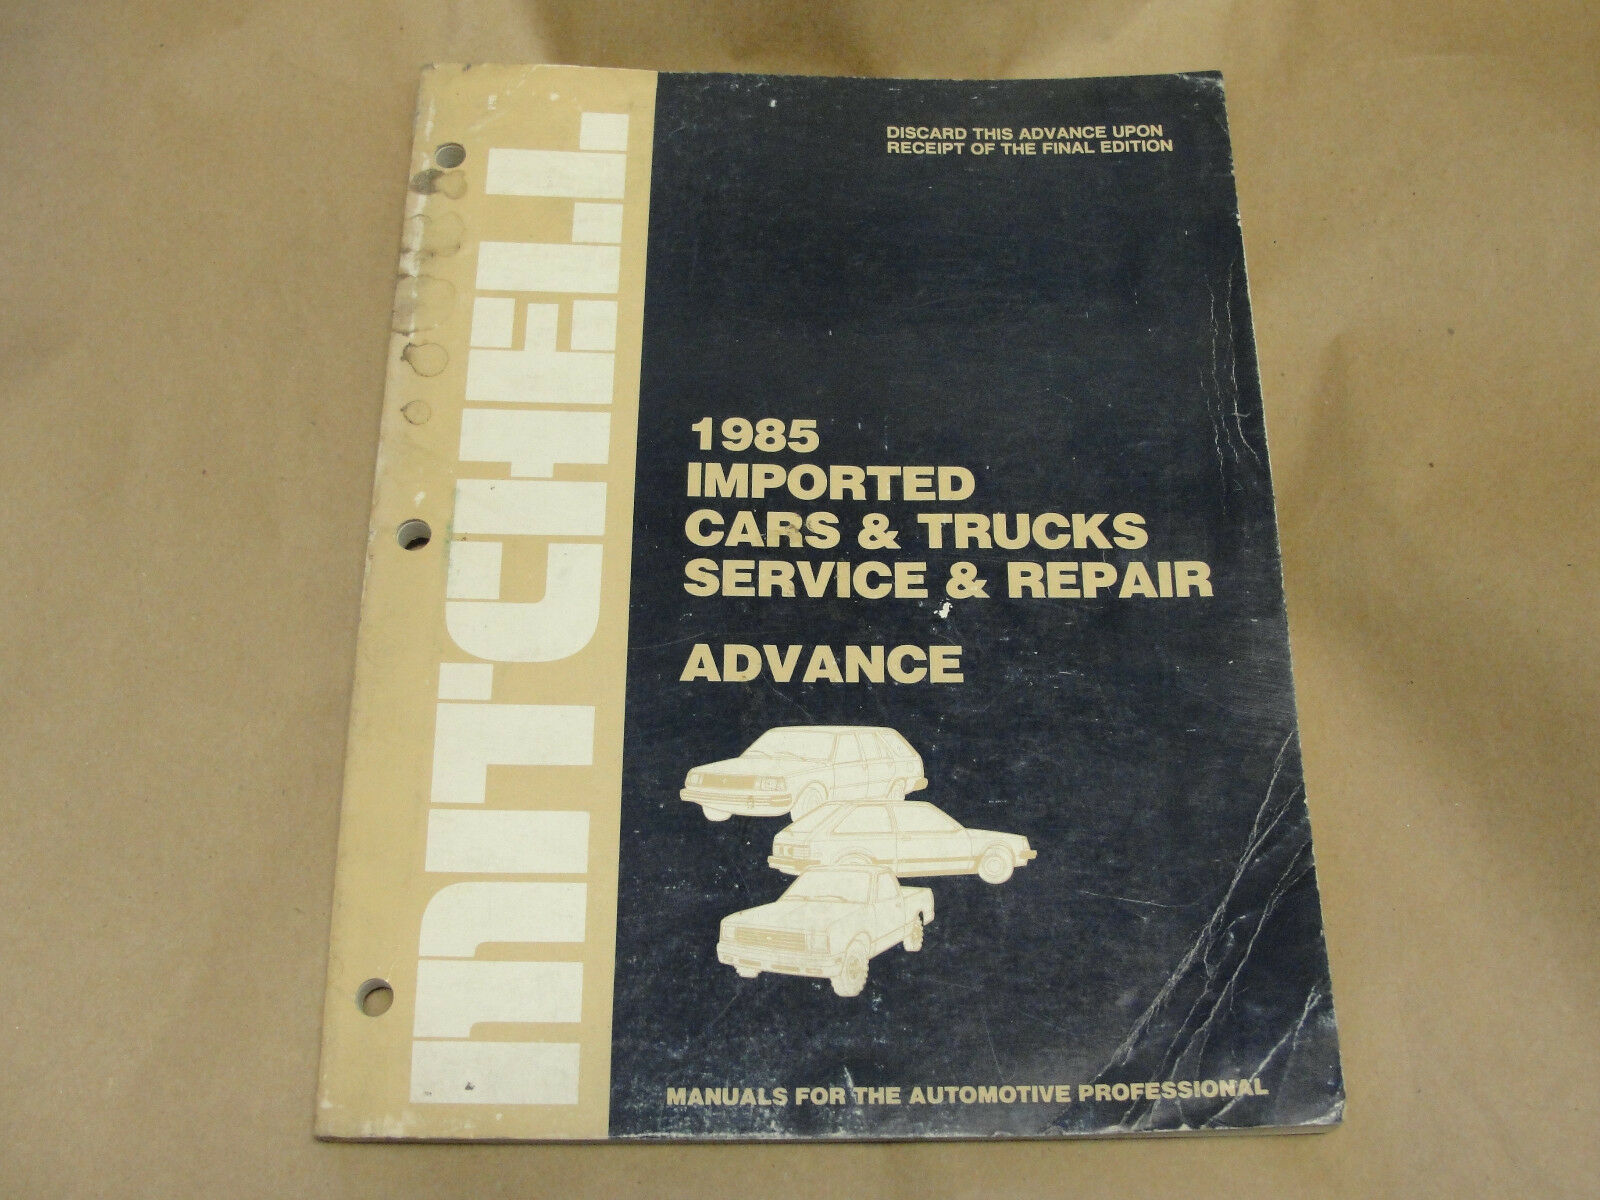 DISCARD THIS ADVANCE UPON
RECEIPT OF THE FINAL EDITION
MITCHELL
1985
IMPORTED
CARS & TRUCKS
SERVICE & REPAIR
ADVANCE
MANUALS FOR THE AUTOMOTIVE PROFESSIONAL